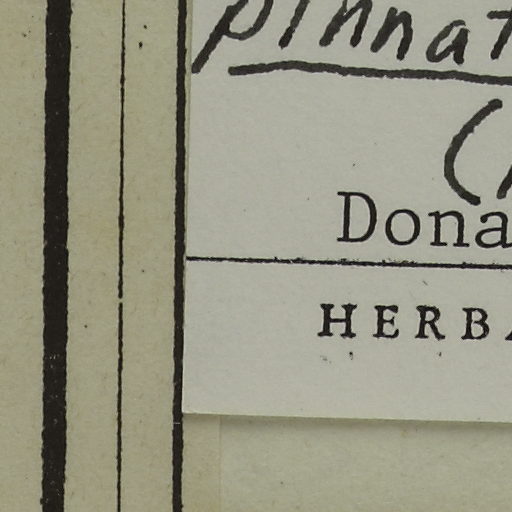 pinnat
(
Dona
HERBA